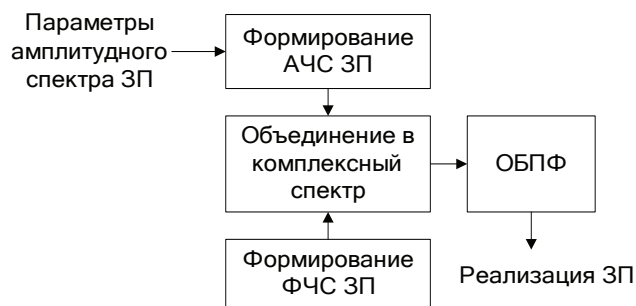 Параметры
амплитудного
спектра ЗП
Формирование
АЧС ЗП
Объединение в
комплексный
спектр
ОБПФ
Формирование
ФЧС ЗП
Реализация ЗП